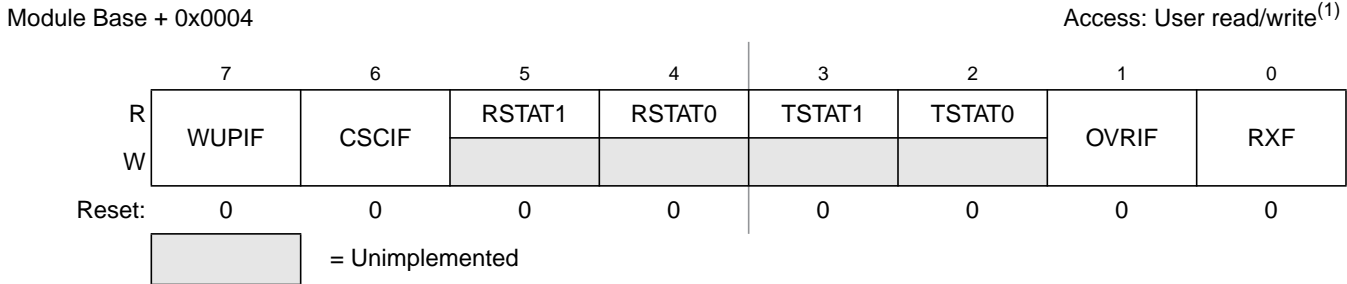 Module Base + 0x0004 Access: User read/write(1)
7 6 5 4 3 2 1 0
R WUPIF CSCIF RSTAT1 RSTAT0 TSTAT1 TSTAT0 OVRIF RXF
W
Reset: 0 0 0 0 0 0 0 0
= Unimplemented